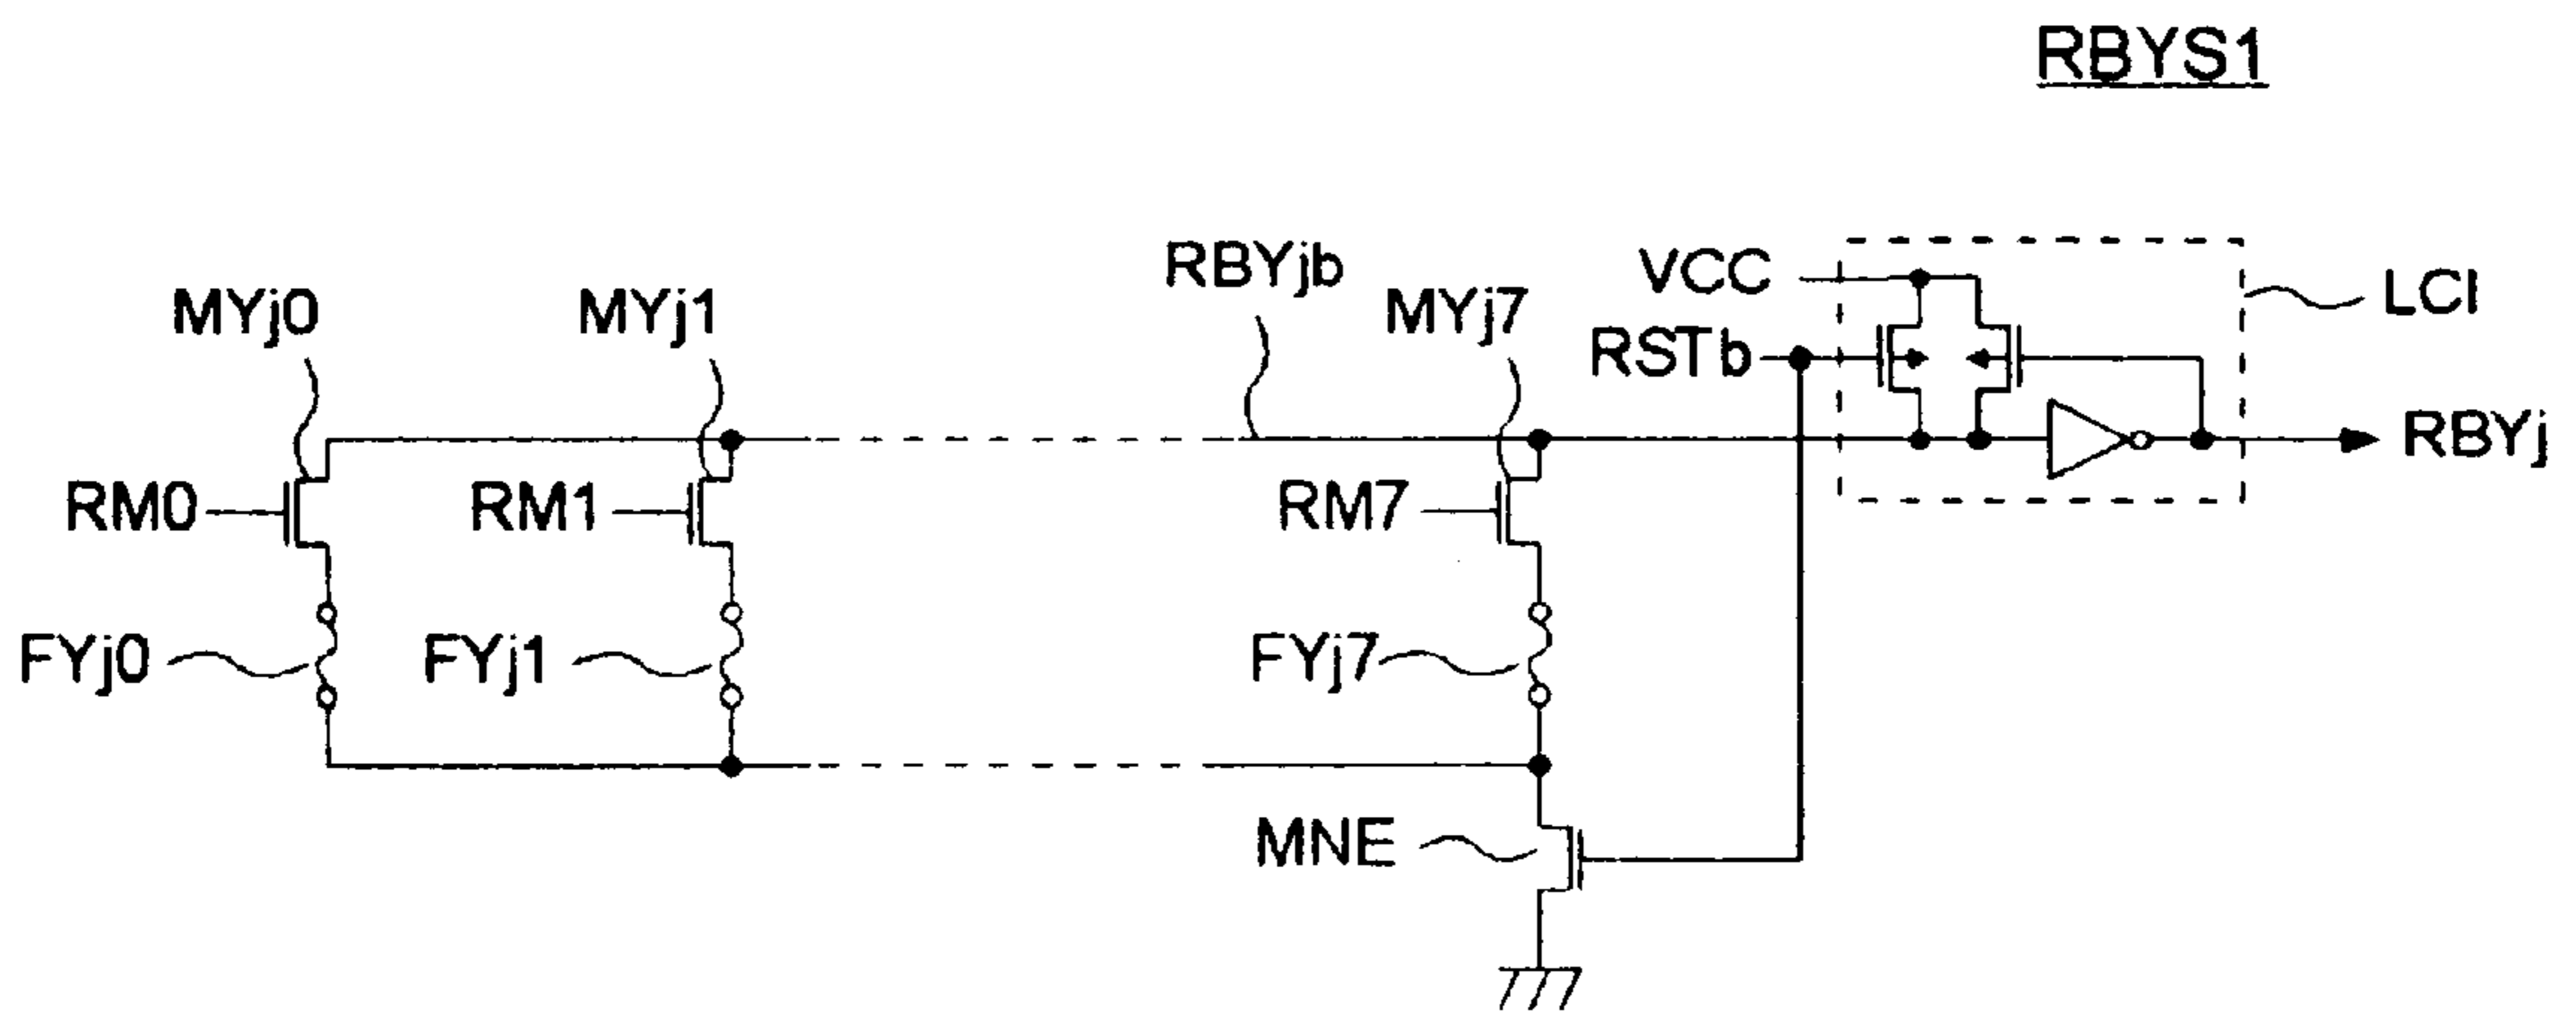 RBYS1
RBYjb
VCC
LCI
MYj0
MYj1
MYj7
RSTb
RBYj
RM0
RM1
RM7
FYj0
FYj1
FYj7
MNE